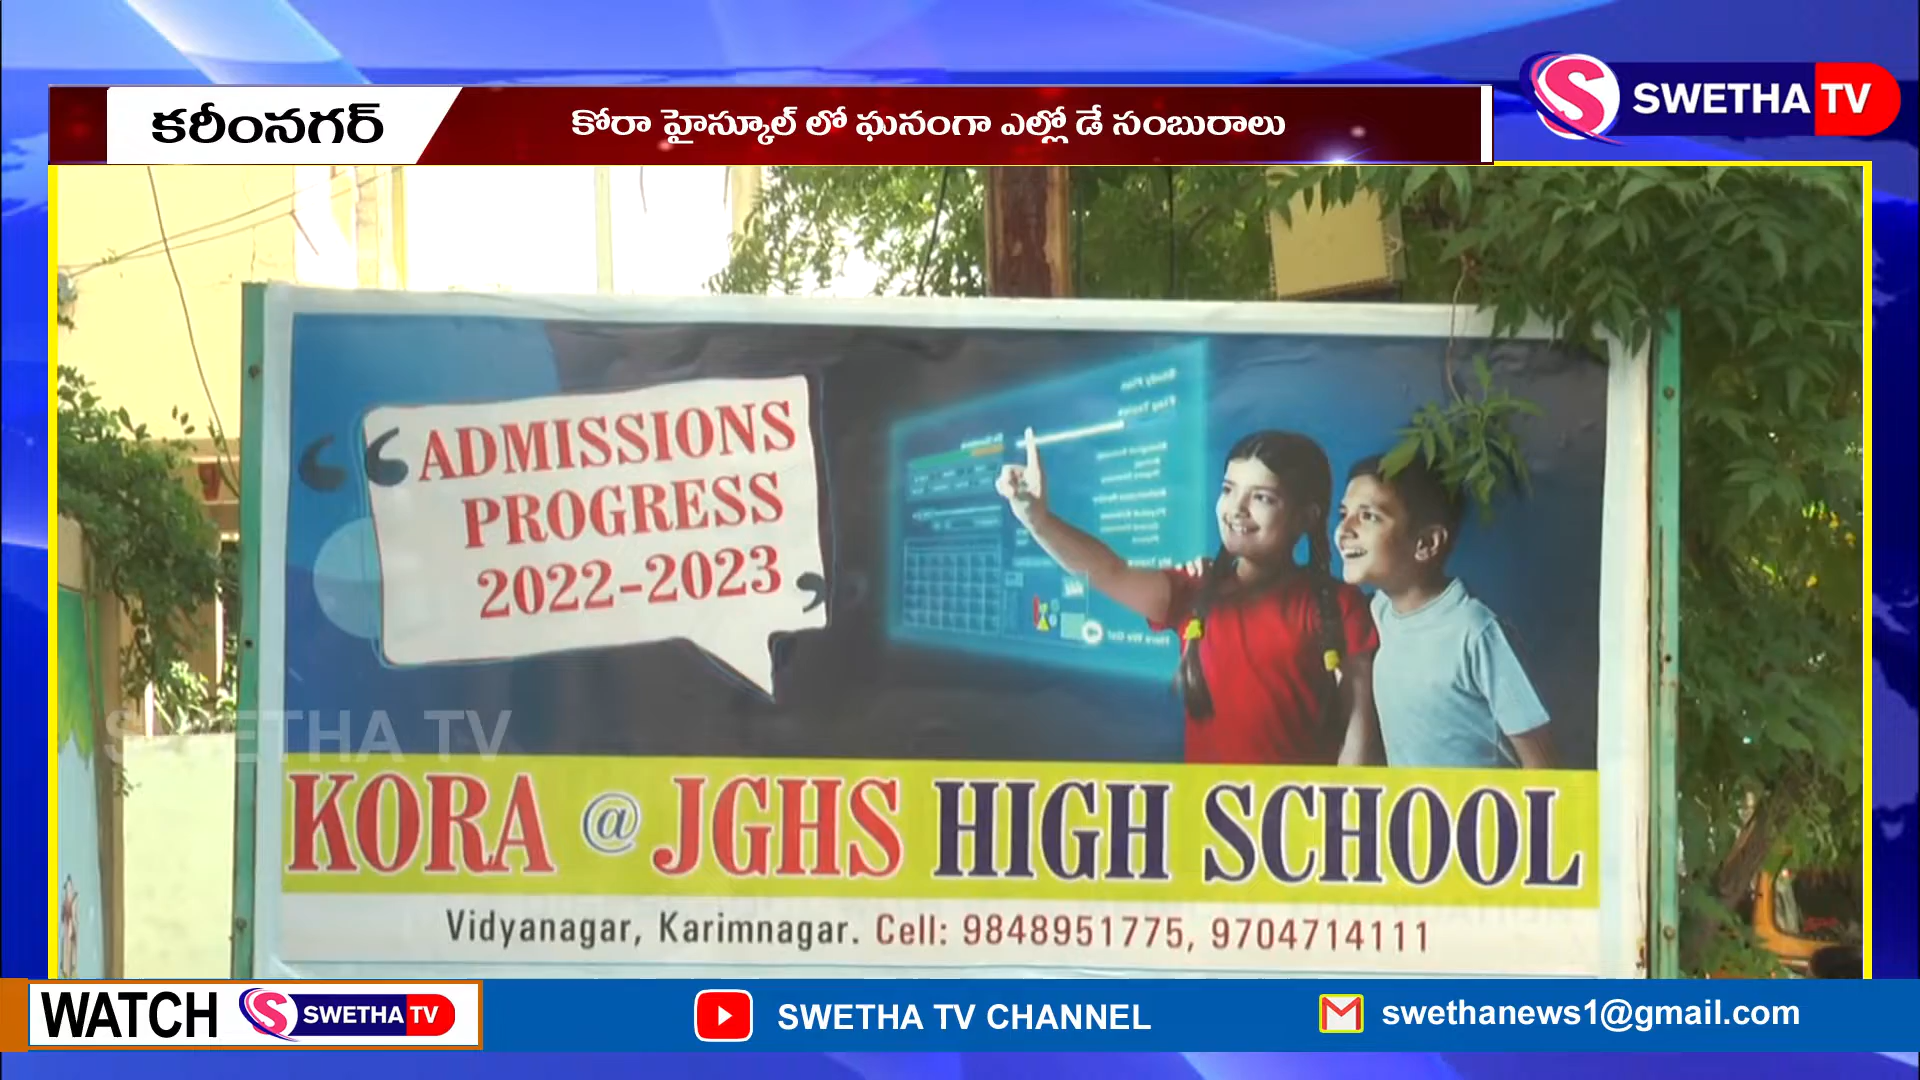 కరీంనగర్
కోరా హైస్కూల్ లో ఘనంగా ఎల్లో డే సంబురాలు
S SWETHA TV
ADMISSIONS
PROGRESS
2022-2023
SWETHA TV
KORA @ JGHS HIGH SCHOOL
Vidyanagar, Karimnagar. Cell: 9848951775, 9704714111
WATCH S SWETHA TV
SWETHA TV CHANNEL
swethanews1@gmail.com